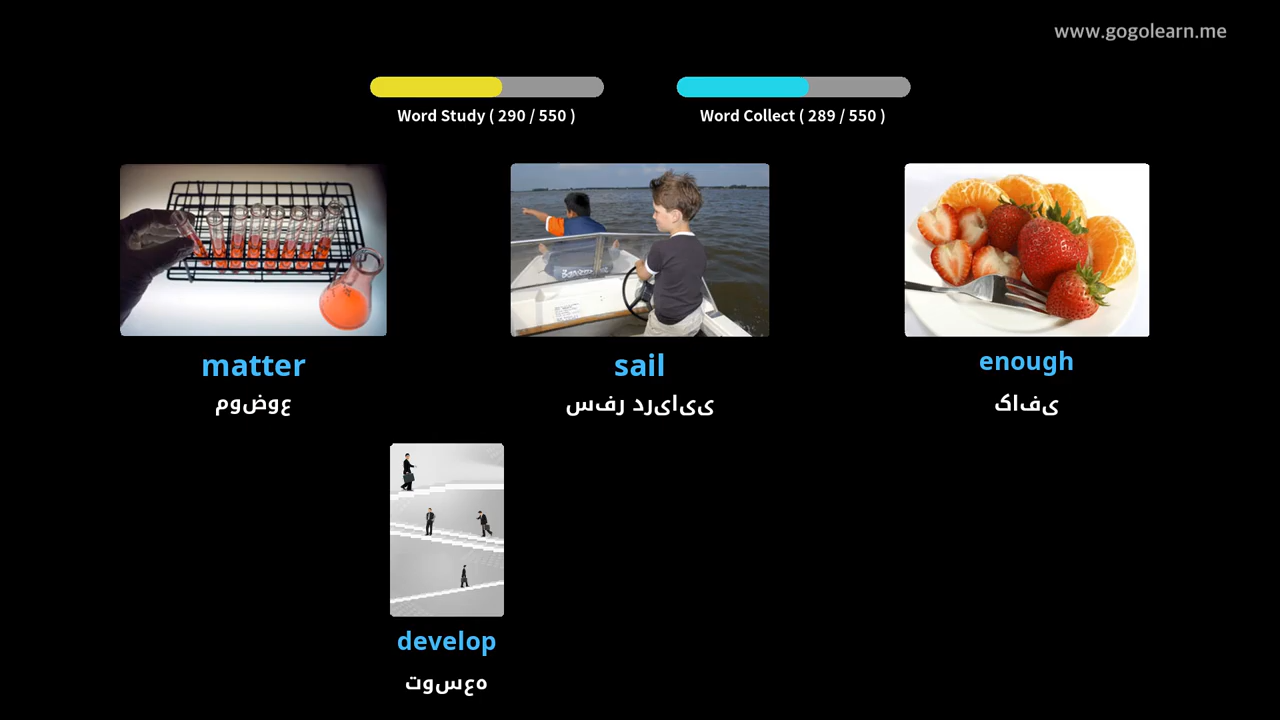 www.gogolearn.me
Word Study ( 290 / 550 )
Word Collect ( 289 / 550 )
matter
عوضوم
sail
ییایرد رفس
enough
یفاک
develop
هعسوت